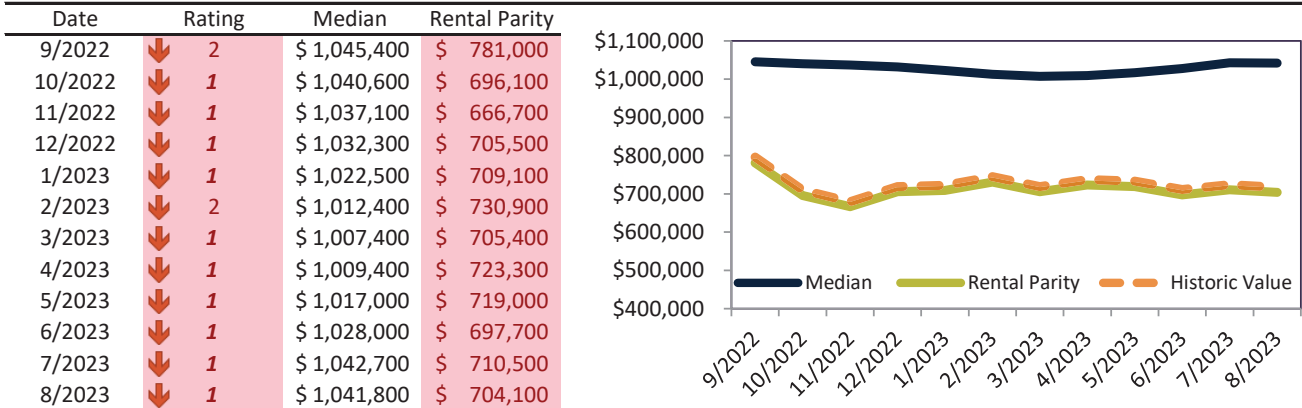 Date Rating Median Rental Parity
9/2022 2 $ 1,045,400 $ 781,000
10/2022 1 $ 1,040,600 $ 696,100
11/2022 1 $ 1,037,100 $ 666,700
12/2022 1 $ 1,032,300 $ 705,500
1/2023 1 $ 1,022,500 $ 709,100
2/2023 2 $ 1,012,400 $ 730,900
3/2023 1 $ 1,007,400 $ 705,400
4/2023 1 $ 1,009,400 $ 723,300
5/2023 1 $ 1,017,000 $ 719,000
6/2023 1 $ 1,028,000 $ 697,700
7/2023 1 $ 1,042,700 $ 710,500
8/2023 1 $ 1,041,800 $ 704,100
$1,100,000
$1,000,000
$900,000
$800,000
$700,000
$600,000
$500,000
$400,000
Median Rental Parity Historic Value
9/2022 10/2022 11/2022 12/2022 1/2023 2/2023 3/2023 4/2023 5/2023 6/2023 7/2023 8/2023